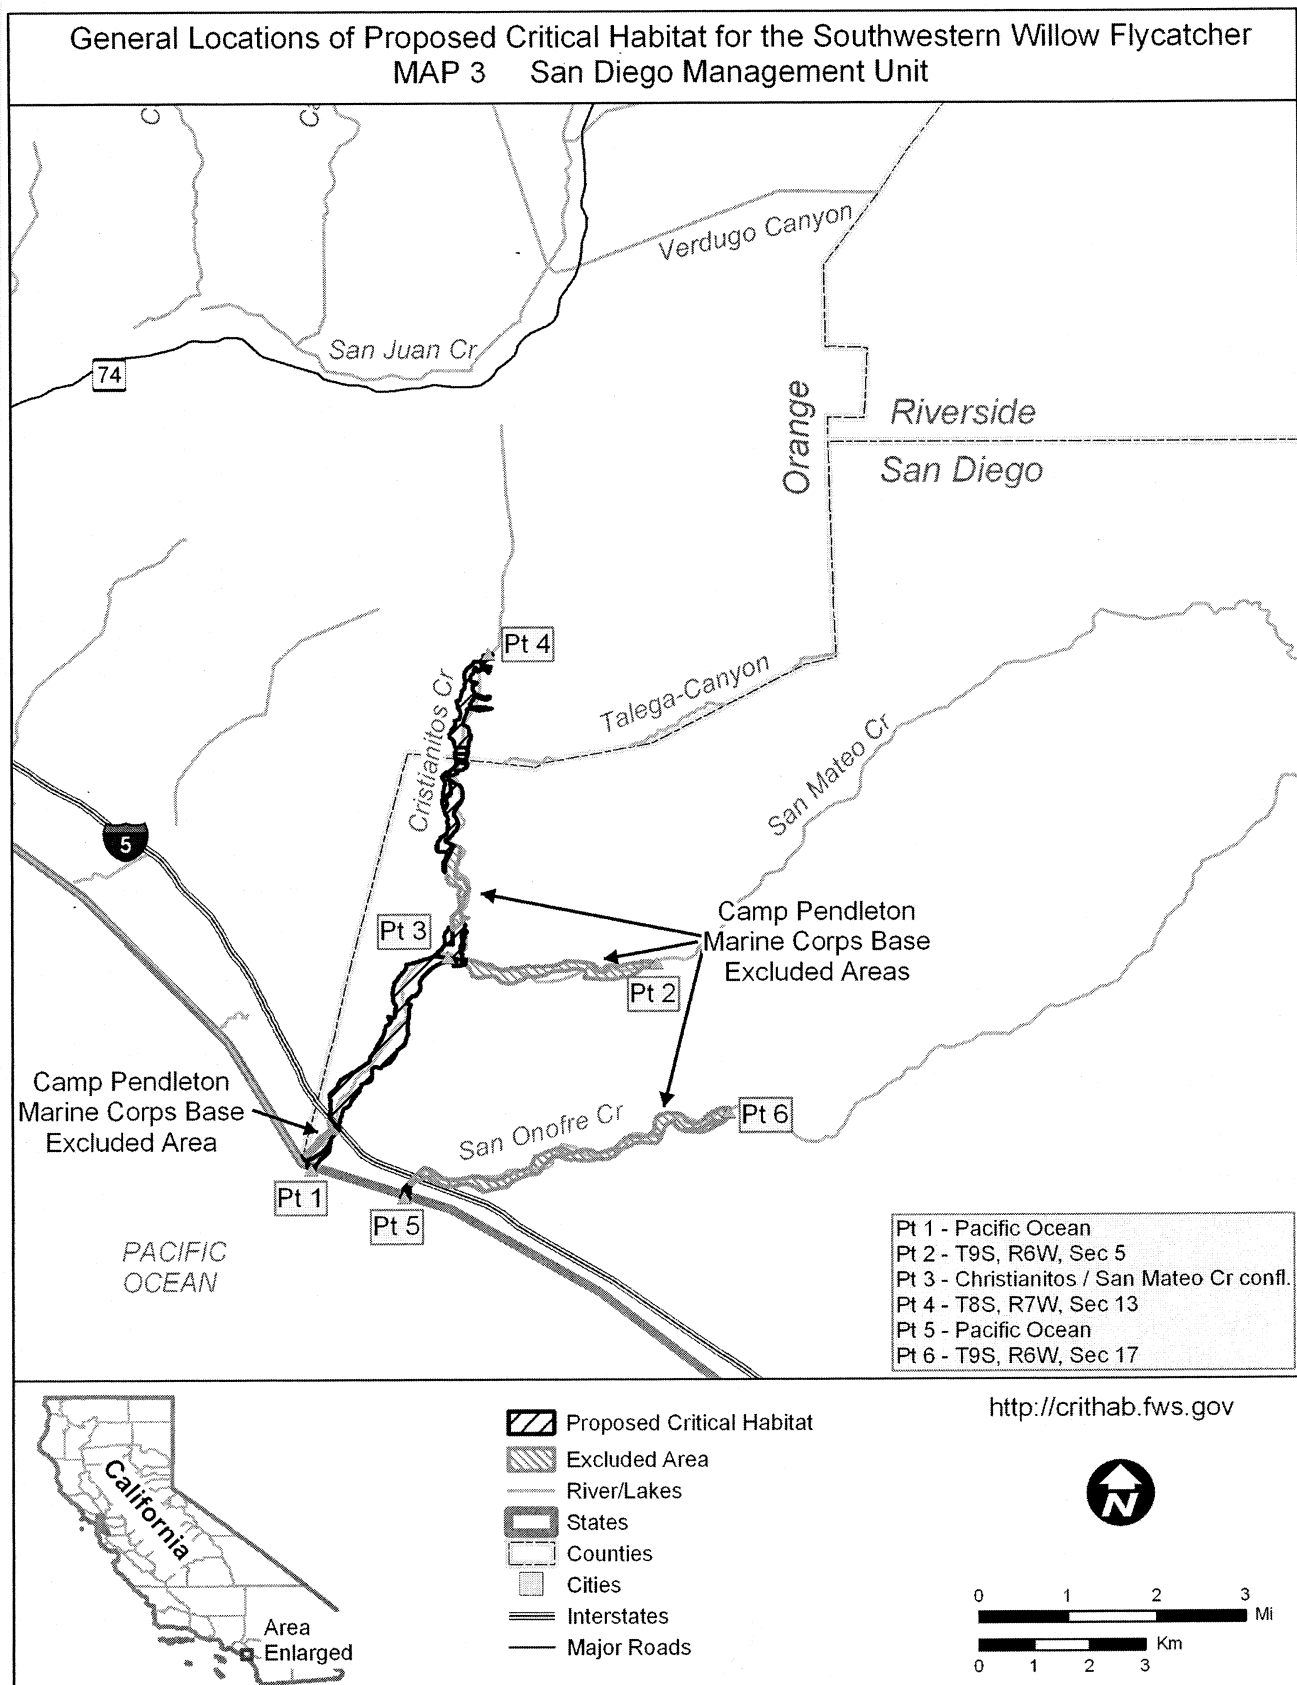 General Locations of Proposed Critical Habitat for the Southwestern Willow Flycatcher
MAP 3 San Diego Management Unit
Verdugo Canyon
San Juan Cr
74
Orange
Riverside
San Diego
Pt 4
Cristianitos Cr
Talega-Canyon
San Mateo Cr
5
Pt 3
Camp Pendleton
Marine Corps Base
Excluded Areas
Pt 2
Camp Pendleton
Marine Corps Base
Excluded Area
San Onofre Cr
Pt 6
Pt 1
Pt 5
PACIFIC
OCEAN
Pt 1 - Pacific Ocean
Pt 2 - T9S, R6W, Sec 5
Pt 3 - Christianitos / San Mateo Cr confl.
Pt 4 - T8S, R7W, Sec 13
Pt 5 - Pacific Ocean
Pt 6 - T9S, R6W, Sec 17
California
Area
Enlarged
Proposed Critical Habitat
Excluded Area
River/Lakes
States
Counties
Cities
Interstates
Major Roads
http://crithab.fws.gov
N
0 1 2 3
Mi
Km
0 1 2 3